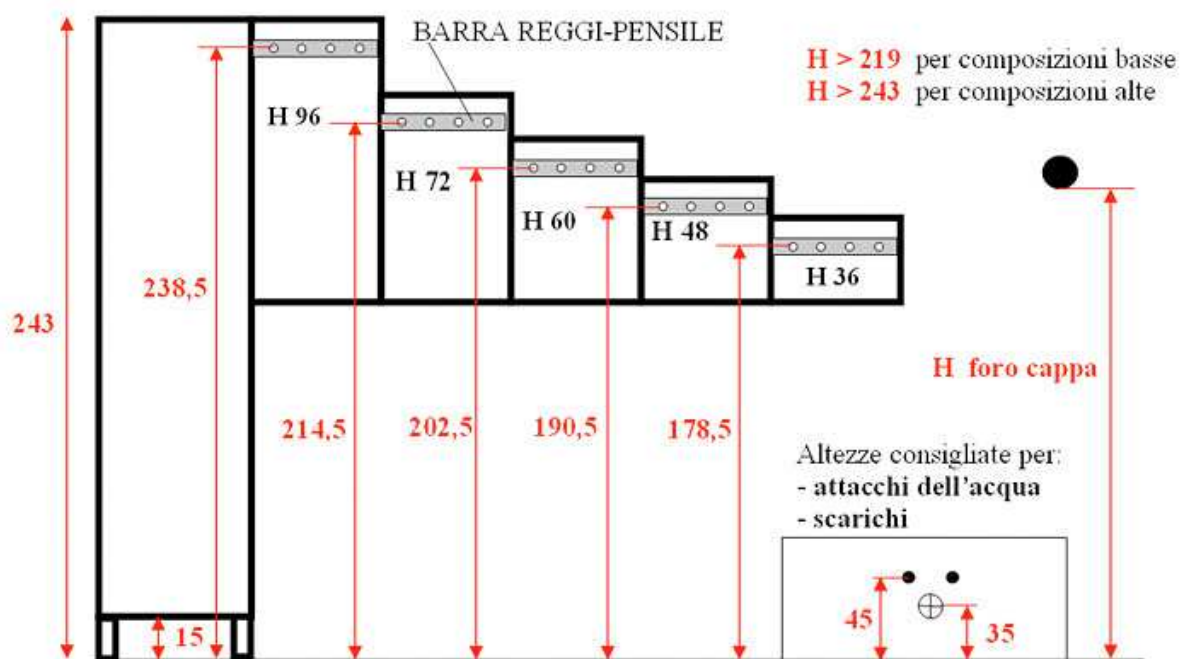 BARRA REGGI-PENSILE
H > 219 per composizioni basse
H > 243 per composizioni alte
H 96
H 72
H 60
H 48
H 36
238,5
243
H foro cappa
214,5
202,5
190,5
178,5
Altezze consigliate per:
- attacchi dell'acqua
- scarichi
15
45
35